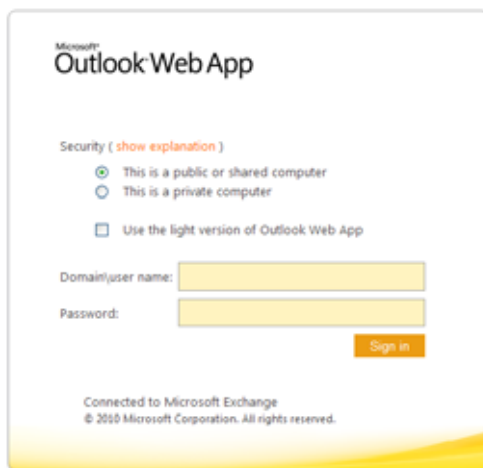 Microsoft®
Outlook Web App
Security ( show explanation )
This is a public or shared computer
This is a private computer
Use the light version of Outlook Web App
Domain\user name:
Password:
Sign in
Connected to Microsoft Exchange
© 2010 Microsoft Corporation. All rights reserved.